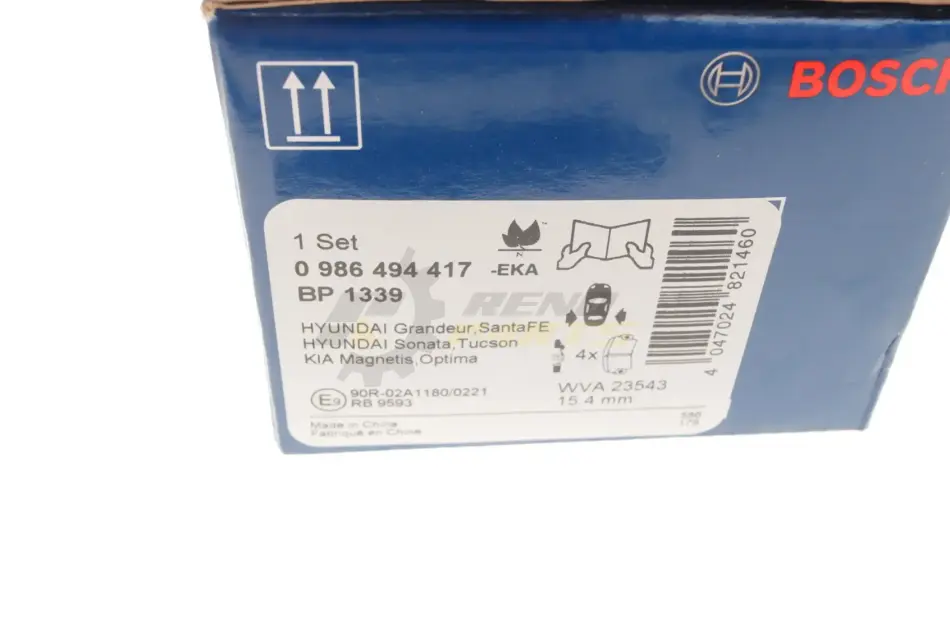 BOSCH
1 Set
0 986 494 417 -EKA
BP 1339
HYUNDAI Grandeur,SantaFE
HYUNDAI Sonata,Tucson
KIA Magnetis,Optima
4x
E9 90R-02A1180/0221
RB 9593
WVA 23543
15.4 mm
Made in China
Fabriqué en Chine
4 047024 821460